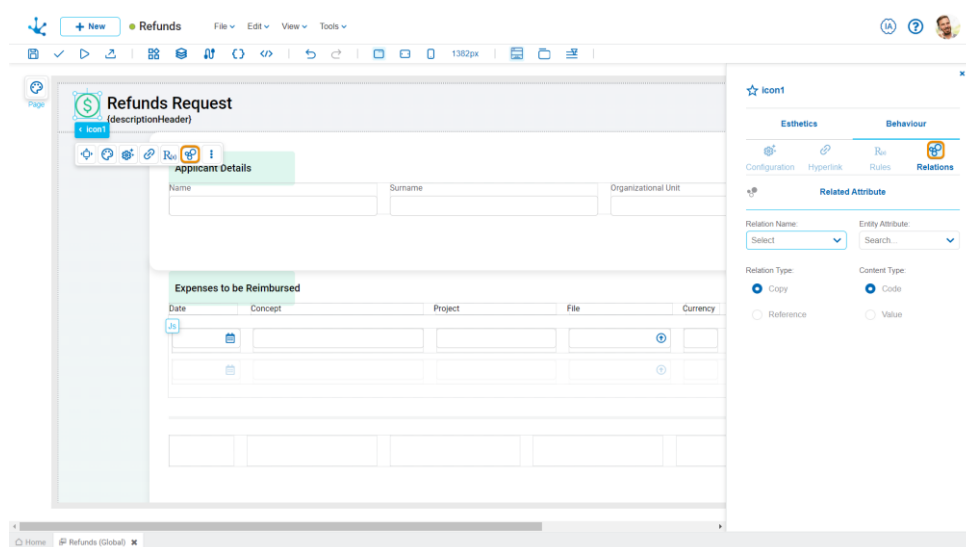 + New
Refunds
File
Edit
View
Tools
IA
?
1382px
Page
Refunds Request
{descriptionHeader}
icon1
R(x)
Applicant Details
Name
Surname
Organizational Unit
Expenses to be Reimbursed
Date
Concept
Project
File
Currency
Js
icon1
Esthetics
Behaviour
Configuration
Hyperlink
Rules
Relations
Related Attribute
Relation Name:
Entity Attribute:
Select
Search...
Relation Type:
Content Type:
Copy
Code
Reference
Value
Home
Refunds (Global)